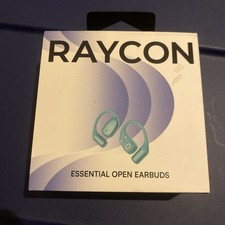 RAYCON
ESSENTIAL OPEN EARBUDS